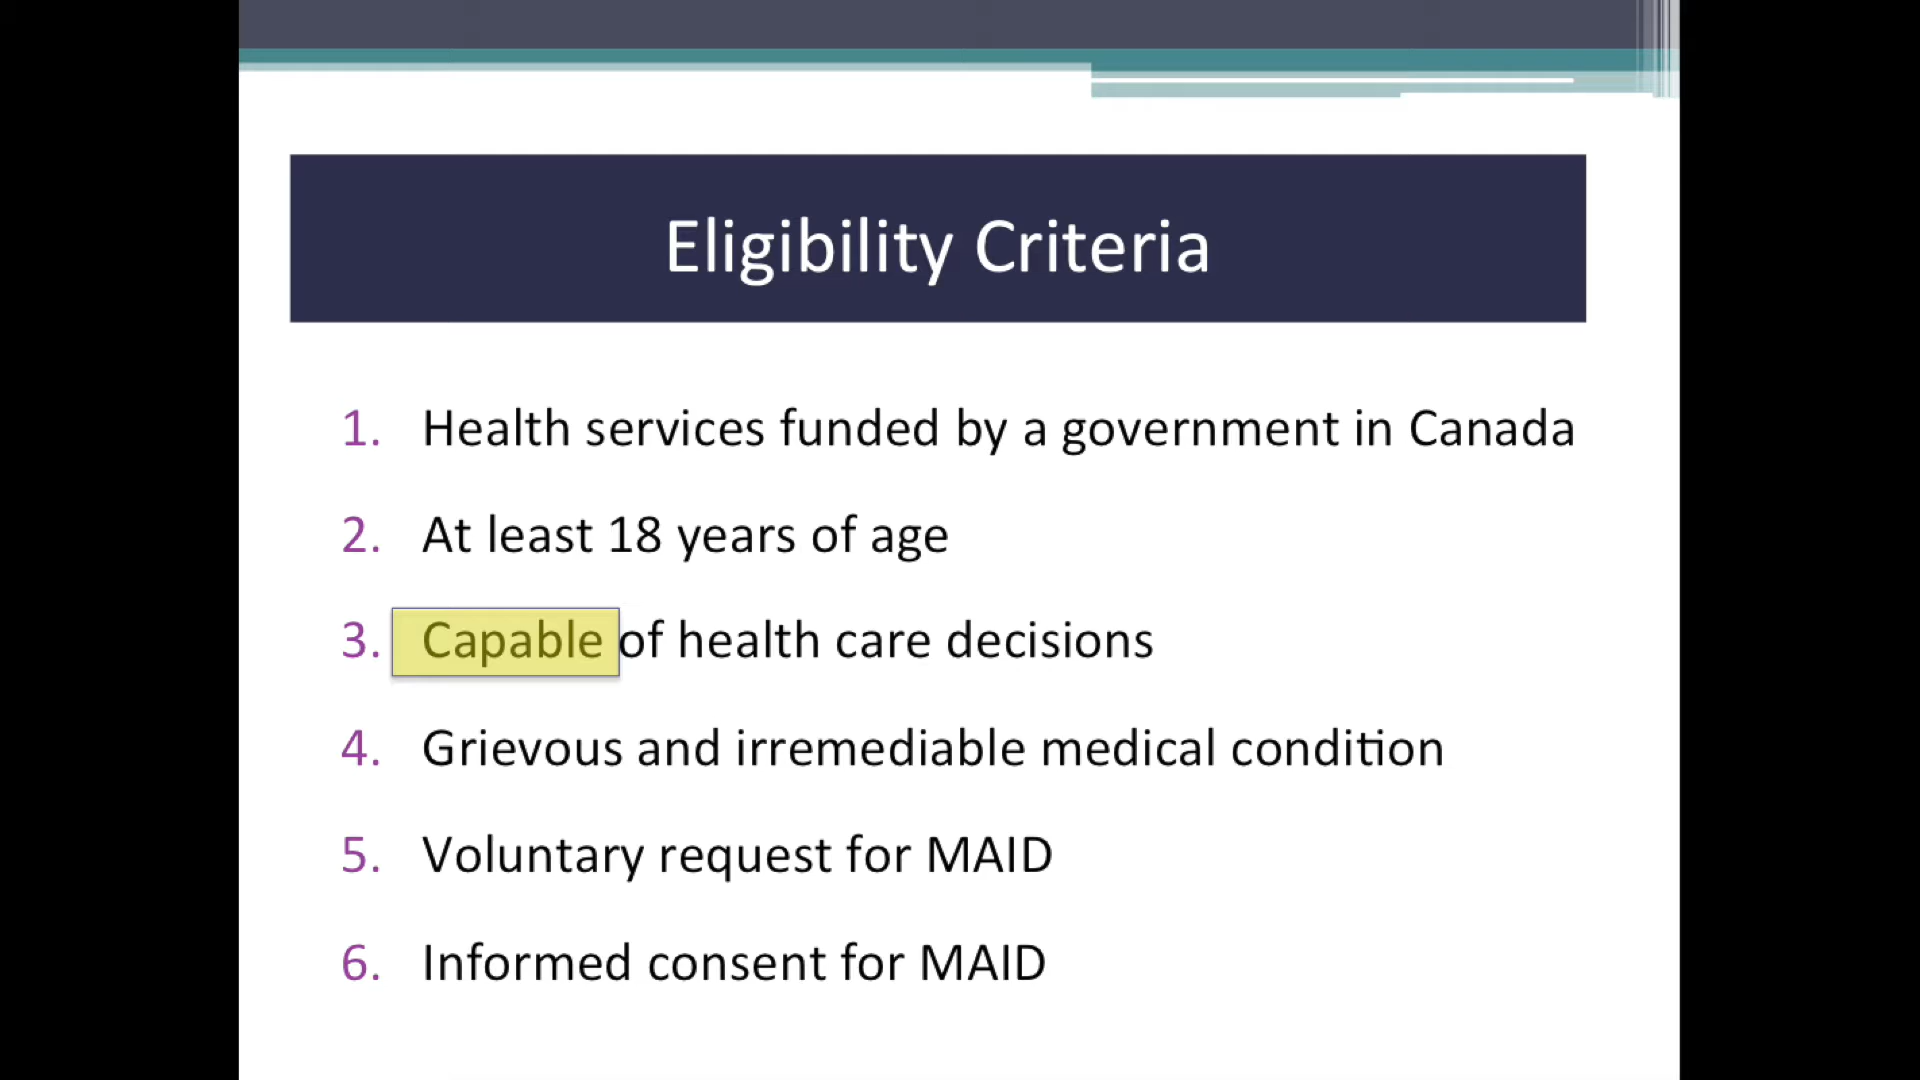 Eligibility Criteria
1. Health services funded by a government in Canada
2. At least 18 years of age
3. Capable of health care decisions
4. Grievous and irremediable medical condition
5. Voluntary request for MAID
6. Informed consent for MAID